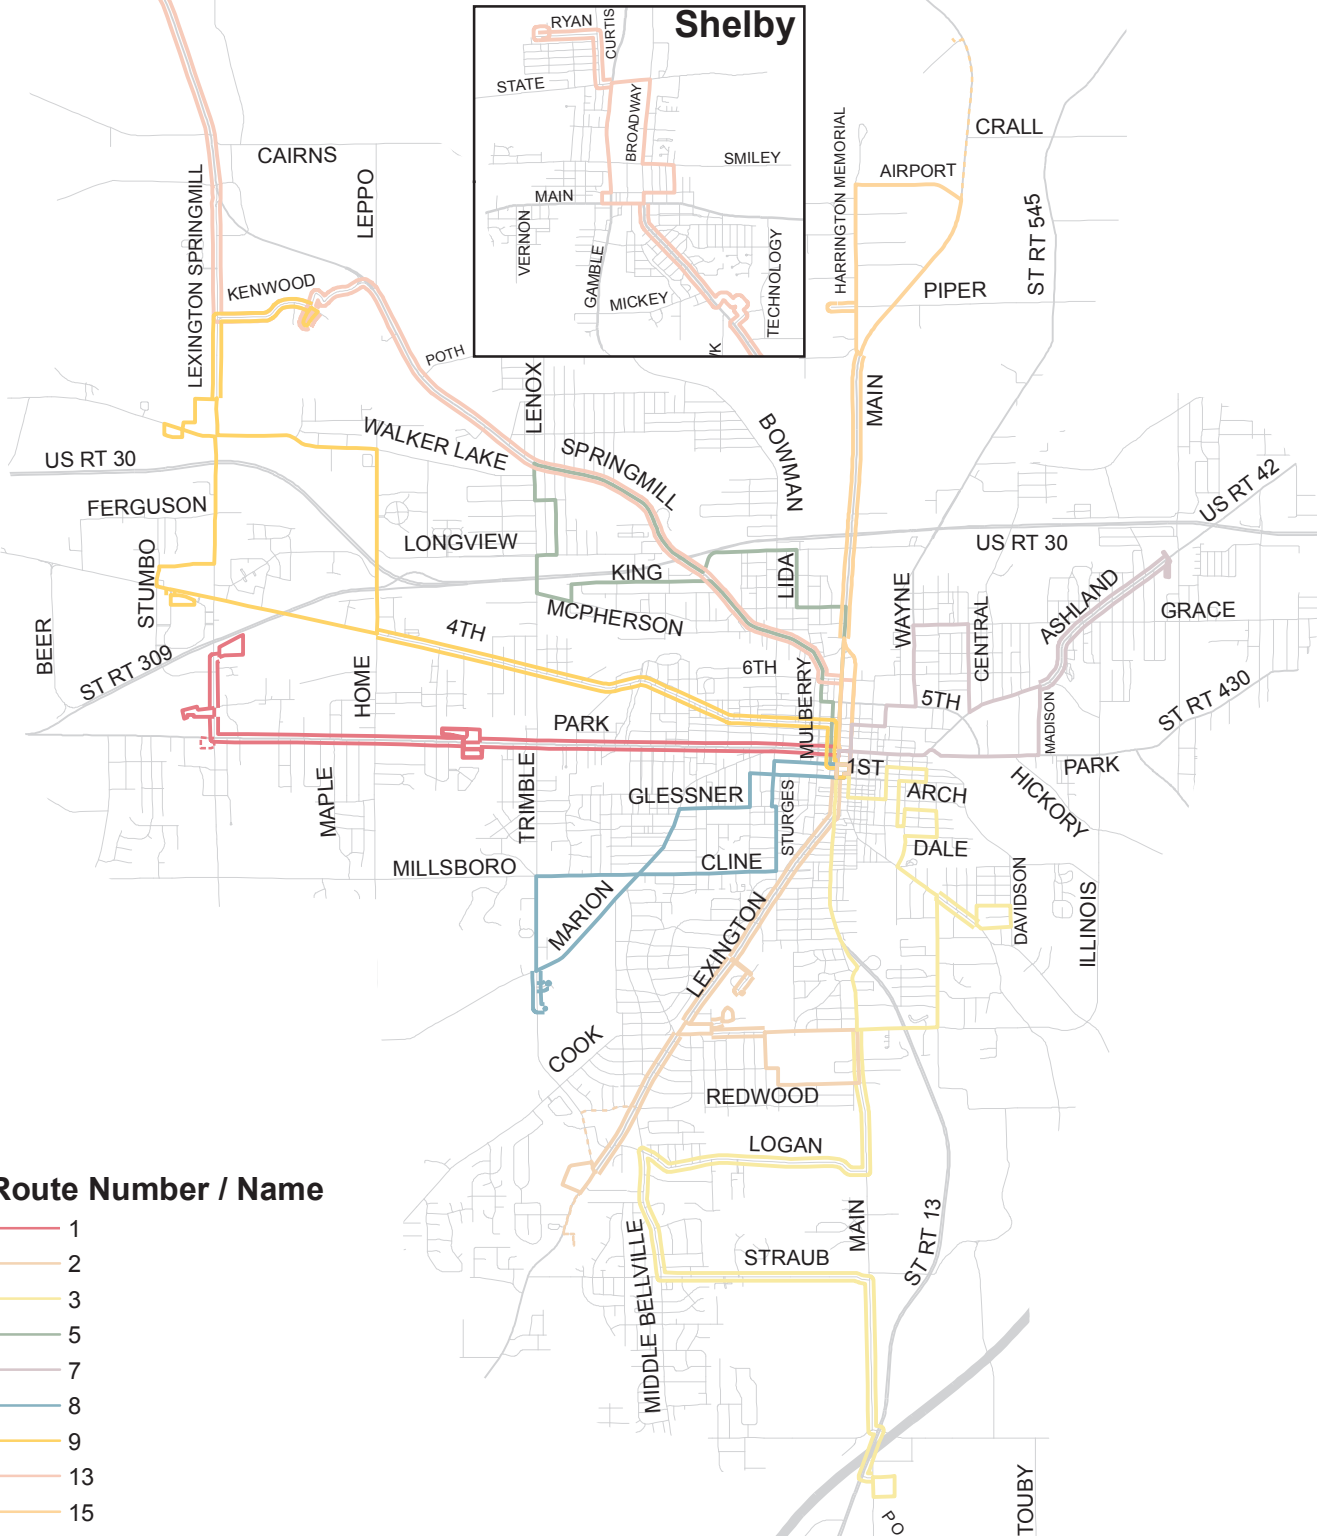 Shelby
RYAN
CURTIS
STATE
BROADWAY
SMILEY
MAIN
VERNON
GAMBLE
MICKEY
TECHNOLOGY
CRALL
AIRPORT
HARRINGTON MEMORIAL
ST RT 545
PIPER
CAIRNS
LEPPO
LEXINGTON SPRINGMILL
KENWOOD
POTH
LENOX
MAIN
BOWMAN
WALKER LAKE
SPRINGMILL
US RT 30
US RT 42
FERGUSON
LONGVIEW
US RT 30
KING
LIDA
STUMBO
MCPHERSON
WAYNE
CENTRAL
ASHLAND
GRACE
BEER
4TH
ST RT 309
HOME
6TH
MULBERRY
5TH
MADISON
ST RT 430
PARK
1ST
PARK
MAPLE
TRIMBLE
GLESSNER
STURGES
ARCH
HICKORY
MILLSBORO
CLINE
DALE
MARION
LEXINGTON
DAVIDSON
ILLINOIS
COOK
REDWOOD
LOGAN
MAIN
ST RT 13
STRAUB
MIDDLE BELLVILLE
TOUBY
PO
Route Number / Name
1
2
3
5
7
8
9
13
15